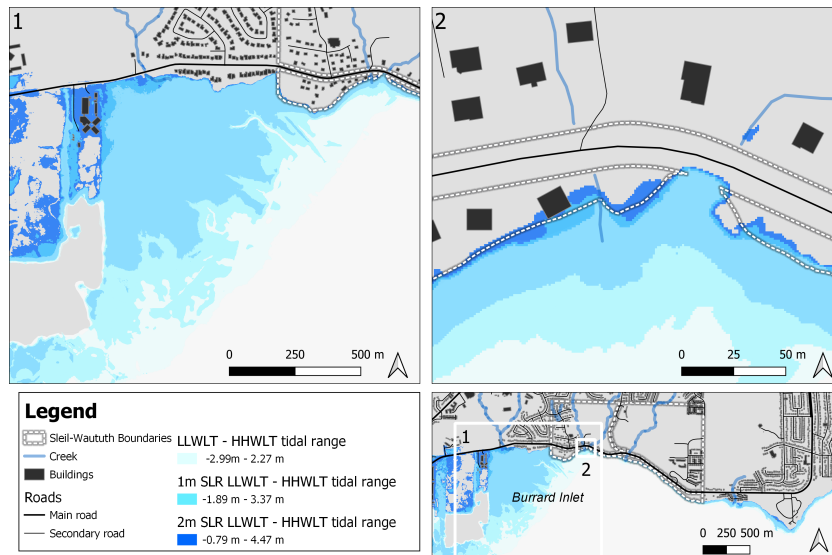 1
0 250 500 m
2
0 25 50 m
Legend
Sleil-Waututh Boundaries
Creek
Buildings
Roads
Main road
Secondary road
LLWLT - HHWLT tidal range
-2.99m - 2.27 m
1m SLR LLWLT - HHWLT tidal range
-1.89 m - 3.37 m
2m SLR LLWLT - HHWLT tidal range
-0.79 m - 4.47 m
1
2
Burrard Inlet
0 250 500 m